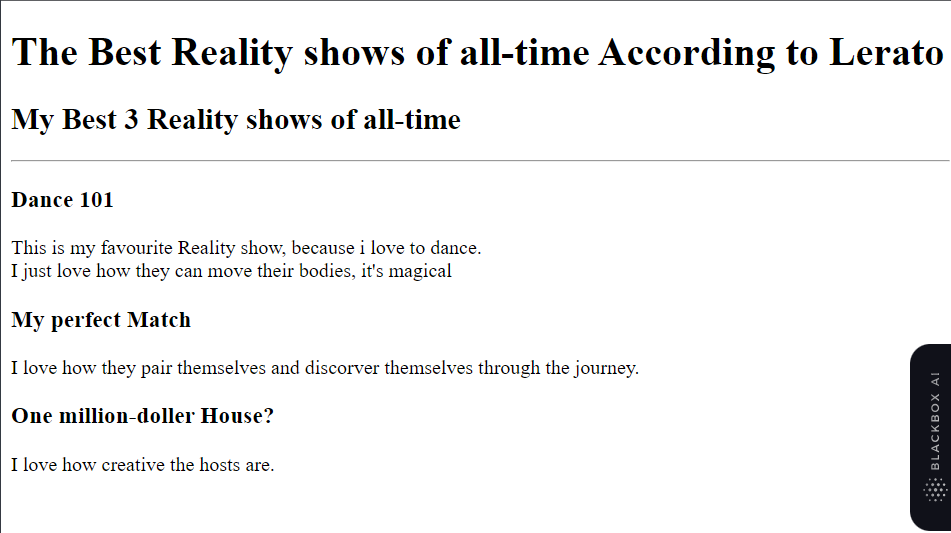 The Best Reality shows of all-time According to Lerato
My Best 3 Reality shows of all-time
Dance 101
This is my favourite Reality show, because i love to dance.
I just love how they can move their bodies, it's magical
My perfect Match
I love how they pair themselves and discorver themselves through the journey.
One million-doller House?
I love how creative the hosts are.
BLACKBOX AI